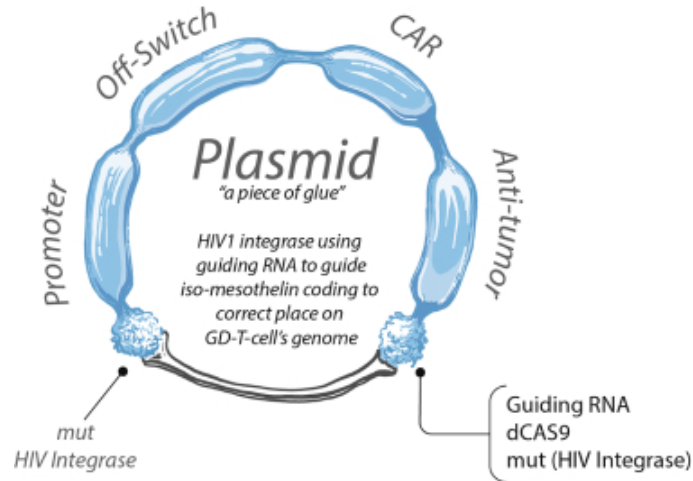 Off-Switch
CAR
Promoter
Anti-tumor
Plasmid
"a piece of glue"
HIV1 integrase using
guiding RNA to guide
iso-mesothelin coding to
correct place on
GD-T-cell's genome
mut
HIV Integrase
Guiding RNA
dCAS9
mut (HIV Integrase)